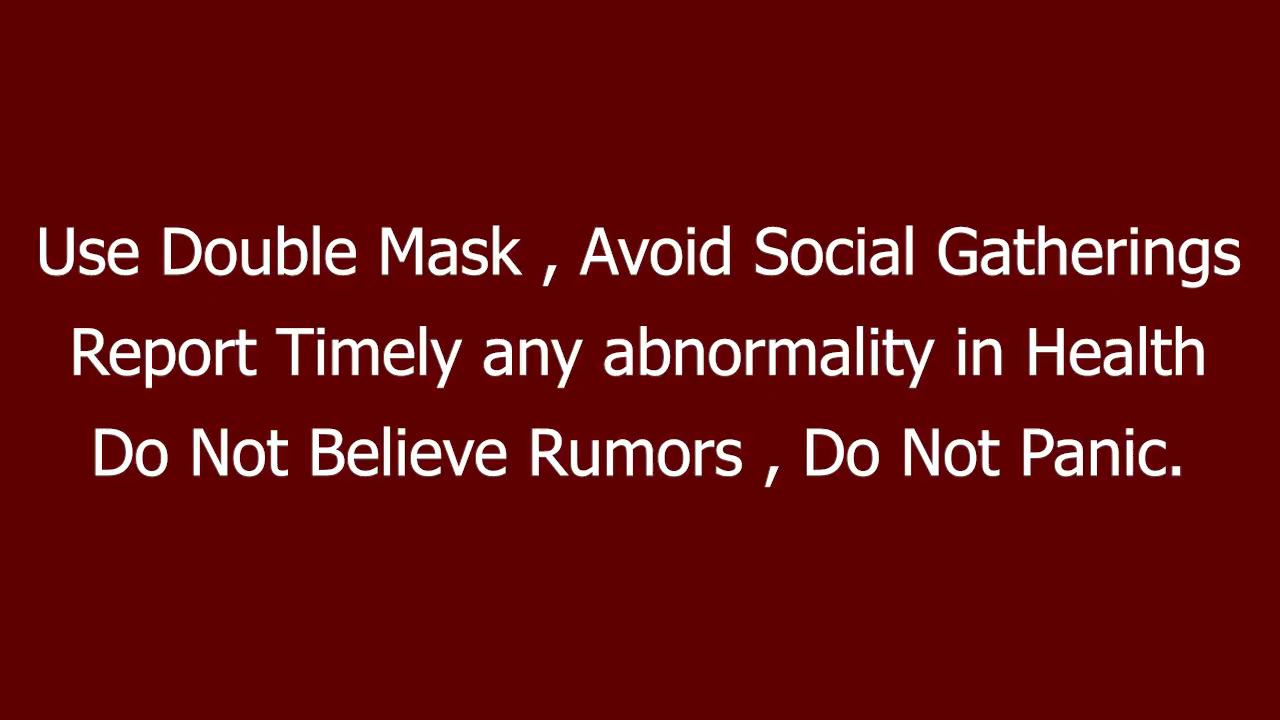 Use Double Mask , Avoid Social Gatherings
Report Timely any abnormality in Health
Do Not Believe Rumors , Do Not Panic.